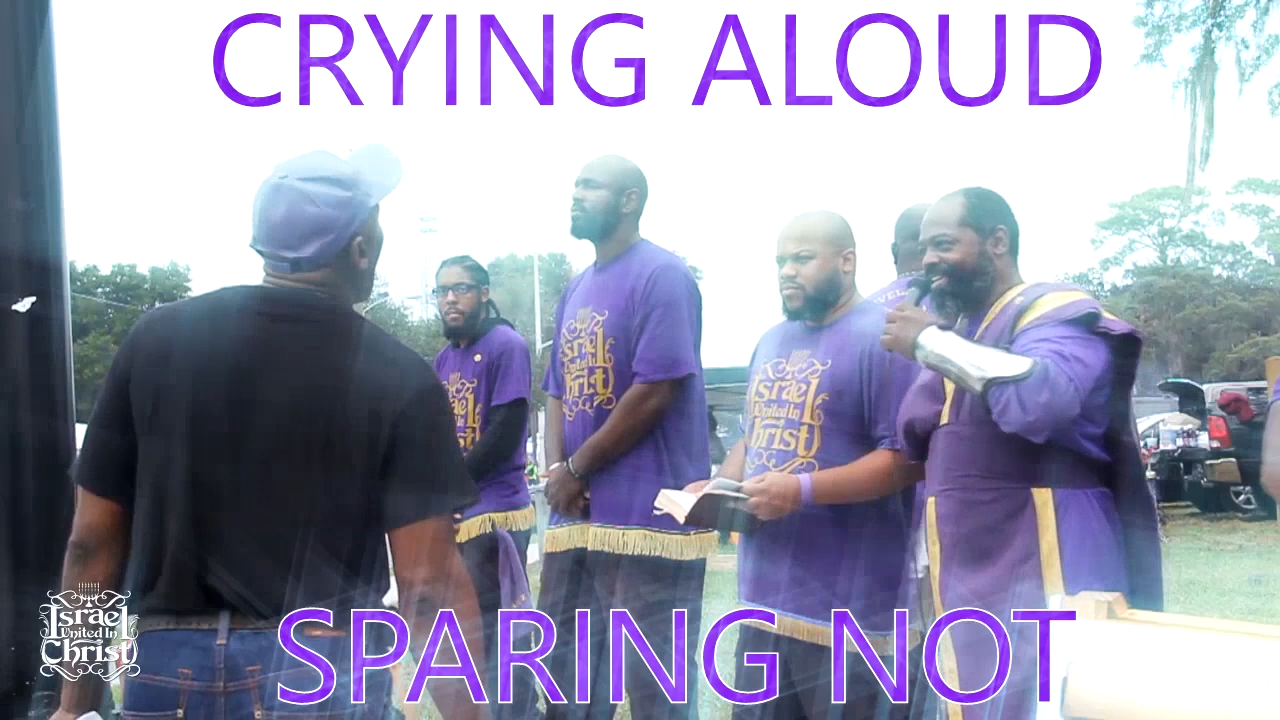 CRYING ALOUD
Israel
United In
Christ
Israel
United In
Christ
SPARING NOT
Israel
United In
Christ